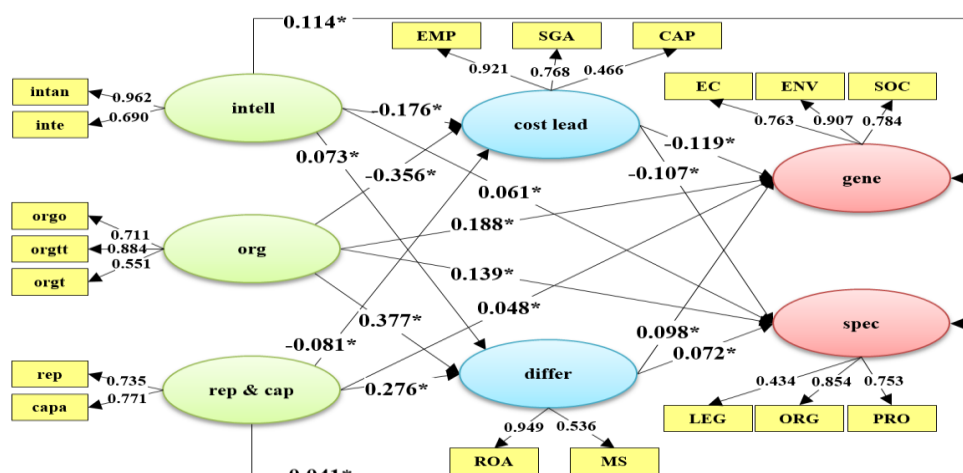 0.114*
EMP SGA CAP
0.921 0.768 0.466
EC ENV SOC
0.763 0.907 0.784
intan
0.962
inte
0.690
intell
-0.176*
cost lead
-0.119*
0.073*
-0.107*
-0.356*
0.061*
gene
0.188*
orgo
0.711
orgtt
0.884
orgt
0.551
org
0.139*
0.377*
0.048*
0.098*
spec
-0.081*
0.072*
rep
0.735
capa
0.771
rep & cap
0.276*
differ
0.434 0.854 0.753
LEG ORG PRO
0.949 0.536
ROA MS
0.041*